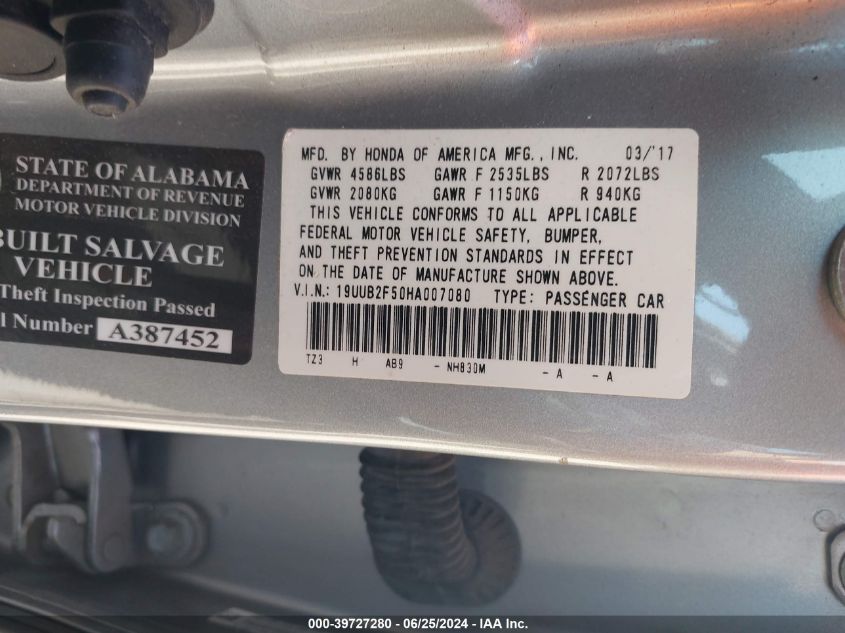 STATE OF ALABAMA
DEPARTMENT OF REVENUE
MOTOR VEHICLE DIVISION
BUILT SALVAGE
VEHICLE
Theft Inspection Passed
l Number A387452
MFD. BY HONDA OF AMERICA MFG., INC. 03/'17
GVWR 4586LBS GAWR F 2535LBS R 2072LBS
GVWR 2080KG GAWR F 1150KG R 940KG
THIS VEHICLE CONFORMS TO ALL APPLICABLE
FEDERAL MOTOR VEHICLE SAFETY, BUMPER,
AND THEFT PREVENTION STANDARDS IN EFFECT
ON THE DATE OF MANUFACTURE SHOWN ABOVE.
V.I.N.: 19UUB2F50HA007080 TYPE: PASSENGER CAR
TZ3 H AB9 - NH830M - A - A
000-39727280 - 06/25/2024 - IAA Inc.